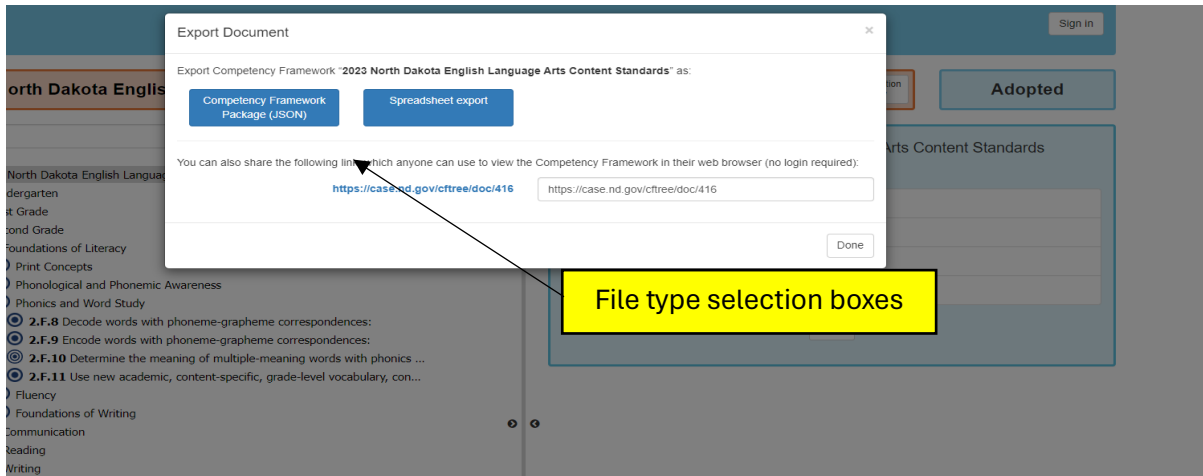 Export Document
×
Sign in
Export Competency Framework "2023 North Dakota English Language Arts Content Standards" as:
Competency Framework
Package (JSON)
Spreadsheet export
orth Dakota Englis
tion
Adopted
You can also share the following link which anyone can use to view the Competency Framework in their web browser (no login required):
https://case.nd.gov/cftree/doc/416
https://case.nd.gov/cftree/doc/416
Done
Arts Content Standards
File type selection boxes
North Dakota English Languag
dergarten
st Grade
cond Grade
Foundations of Literacy
Print Concepts
Phonological and Phonemic Awareness
Phonics and Word Study
2.F.8 Decode words with phoneme-grapheme correspondences:
2.F.9 Encode words with phoneme-grapheme correspondences:
2.F.10 Determine the meaning of multiple-meaning words with phonics ...
2.F.11 Use new academic, content-specific, grade-level vocabulary, con...
Fluency
Foundations of Writing
Communication
Reading
Writing